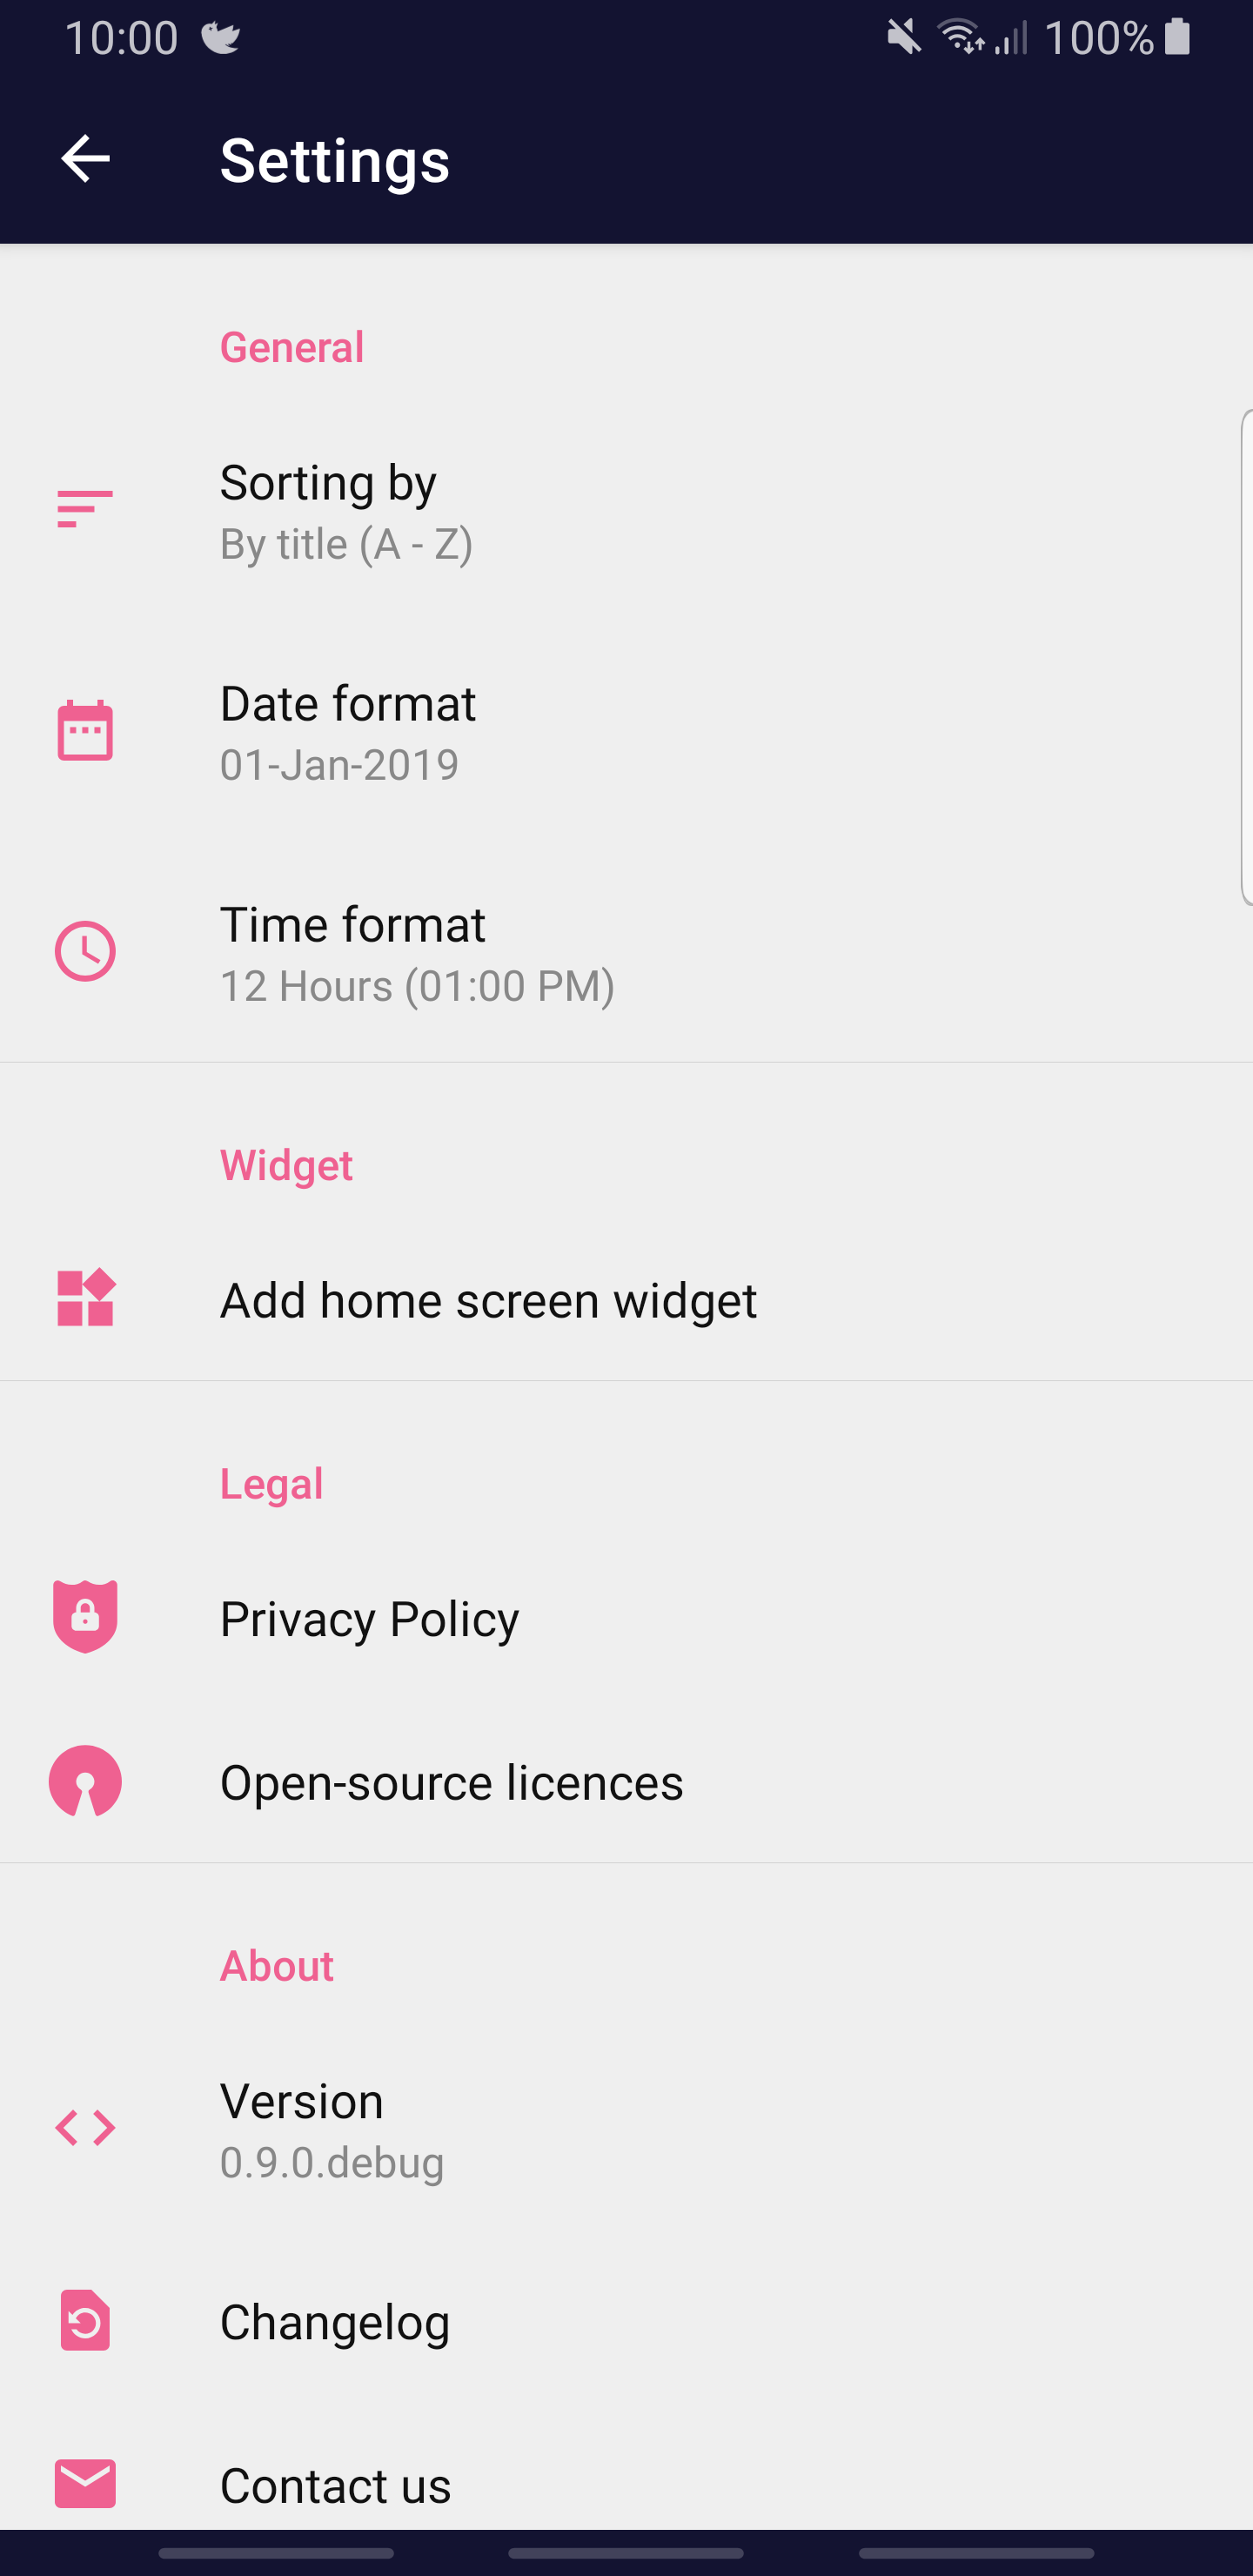 10:00 100%
Settings
General
Sorting by
By title (A - Z)
Date format
01-Jan-2019
Time format
12 Hours (01:00 PM)
Widget
Add home screen widget
Legal
Privacy Policy
Open-source licences
About
Version
0.9.0.debug
Changelog
Contact us